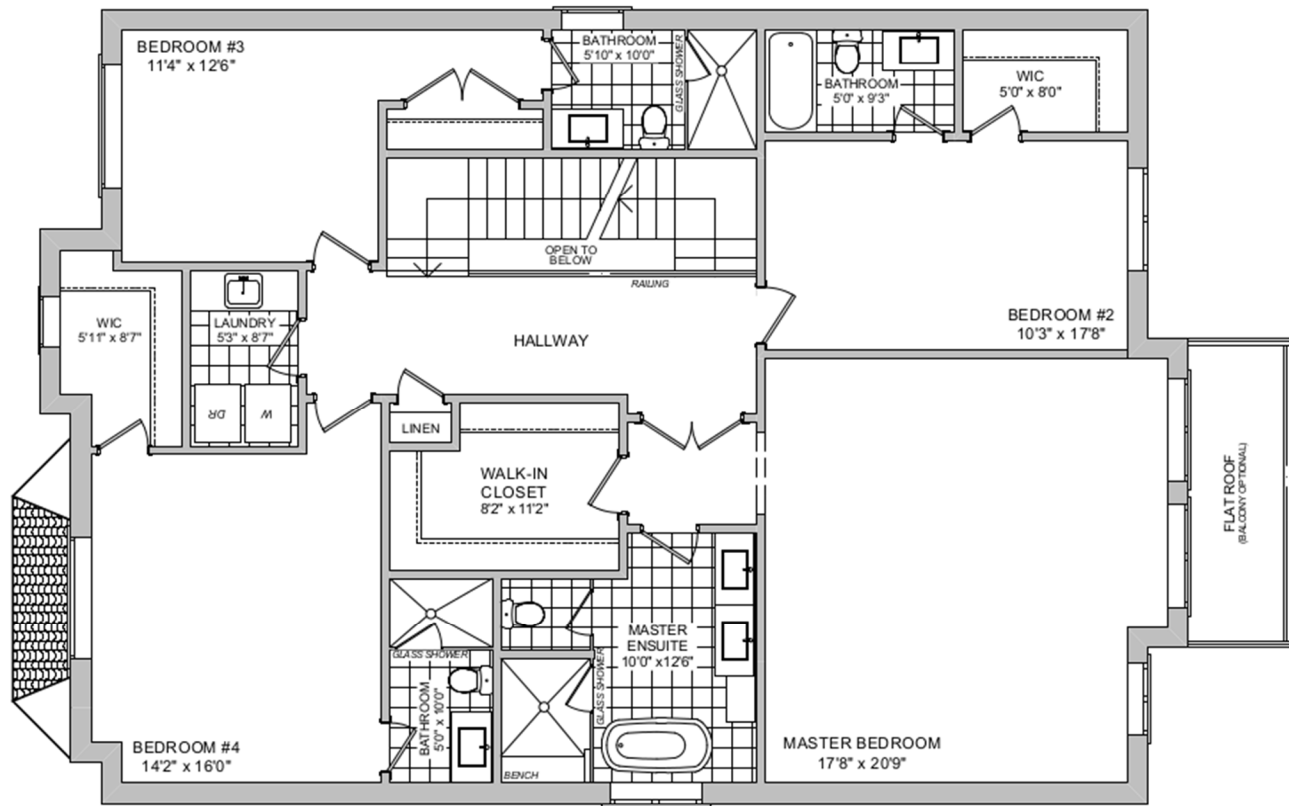 BEDROOM #3
11'4" x 12'6"
BATHROOM
5'10" x 10'0"
GLASS SHOWER
BATHROOM
5'0" x 9'3"
WIC
5'0" x 8'0"
OPEN TO
BELOW
RAILING
BEDROOM #2
10'3" x 17'8"
WIC
5'11" x 8'7"
LAUNDRY
5'3" x 8'7"
DR
W
HALLWAY
LINEN
WALK-IN
CLOSET
8'2" x 11'2"
FLAT ROOF
(BALCONY OPTIONAL)
GLASS SHOWER
BATHROOM
5'0" x 10'0"
MASTER
ENSUITE
10'0" x12'6"
GLASS SHOWER
BENCH
BEDROOM #4
14'2" x 16'0"
MASTER BEDROOM
17'8" x 20'9"